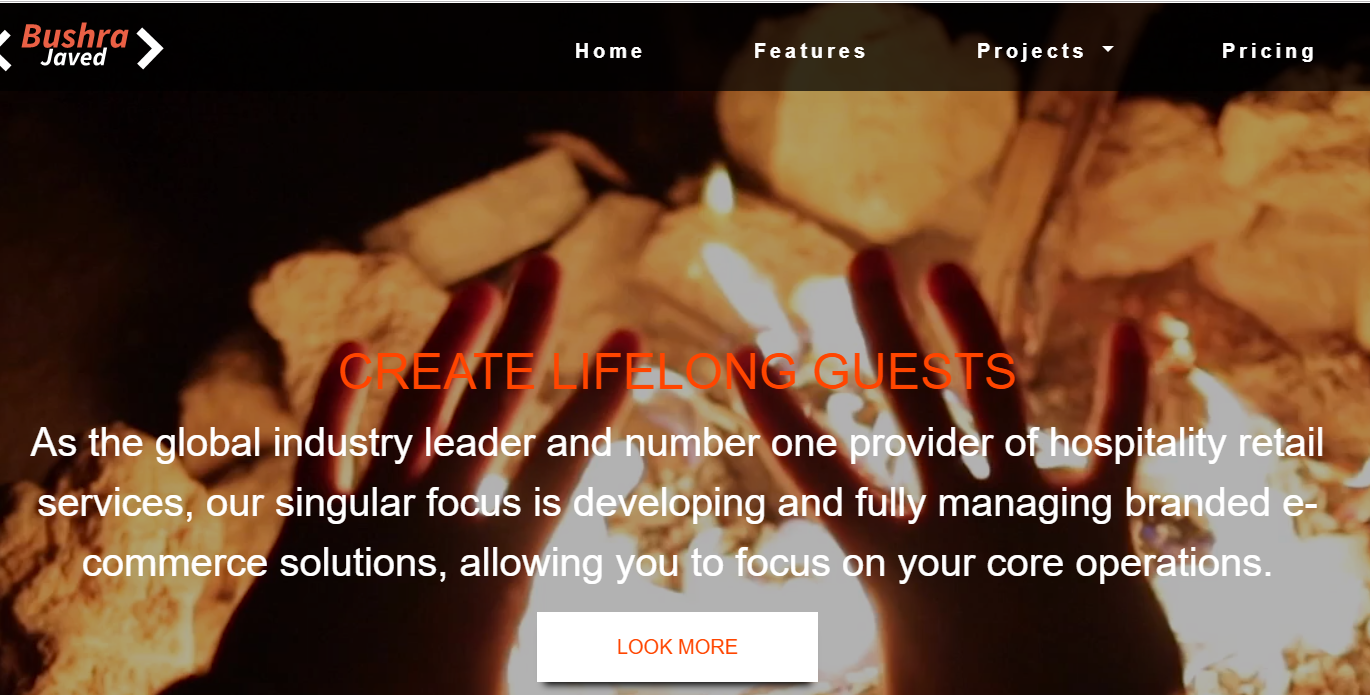 Bushra
Javed
Home
Features
Projects
Pricing
CREATE LIFELONG GUESTS
As the global industry leader and number one provider of hospitality retail
services, our singular focus is developing and fully managing branded e-
commerce solutions, allowing you to focus on your core operations.
LOOK MORE